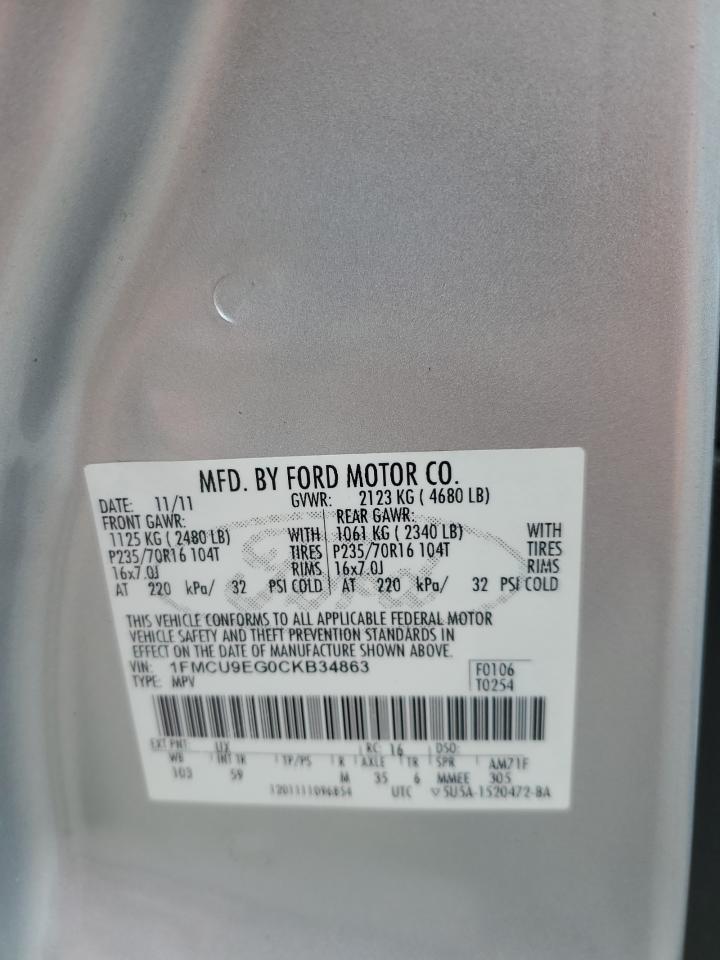 MFD. BY FORD MOTOR CO.
DATE: 11/11 GVWR: 2123 KG ( 4680 LB)
FRONT GAWR: REAR GAWR:
1125 KG ( 2480 LB) WITH 1061 KG ( 2340 LB) WITH
P235/70R16 104T TIRES P235/70R16 104T TIRES
16x7.0J RIMS 16x7.0J RIMS
AT 220 kPa/ 32 PSI COLD AT 220 kPa/ 32 PSI COLD
THIS VEHICLE CONFORMS TO ALL APPLICABLE FEDERAL MOTOR
VEHICLE SAFETY AND THEFT PREVENTION STANDARDS IN
EFFECT ON THE DATE OF MANUFACTURE SHOWN ABOVE.
VIN: 1FMCU9EG0CKB34863 F0106
TYPE: MPV T0254
EXT PNT: UX RC: 16 DSO:
WB INT TR TP/PS R AXLE TR SPR AM71F
103 59 M 35 6 MMEE 305
UTC ▽ 5U5A-1520472-BA